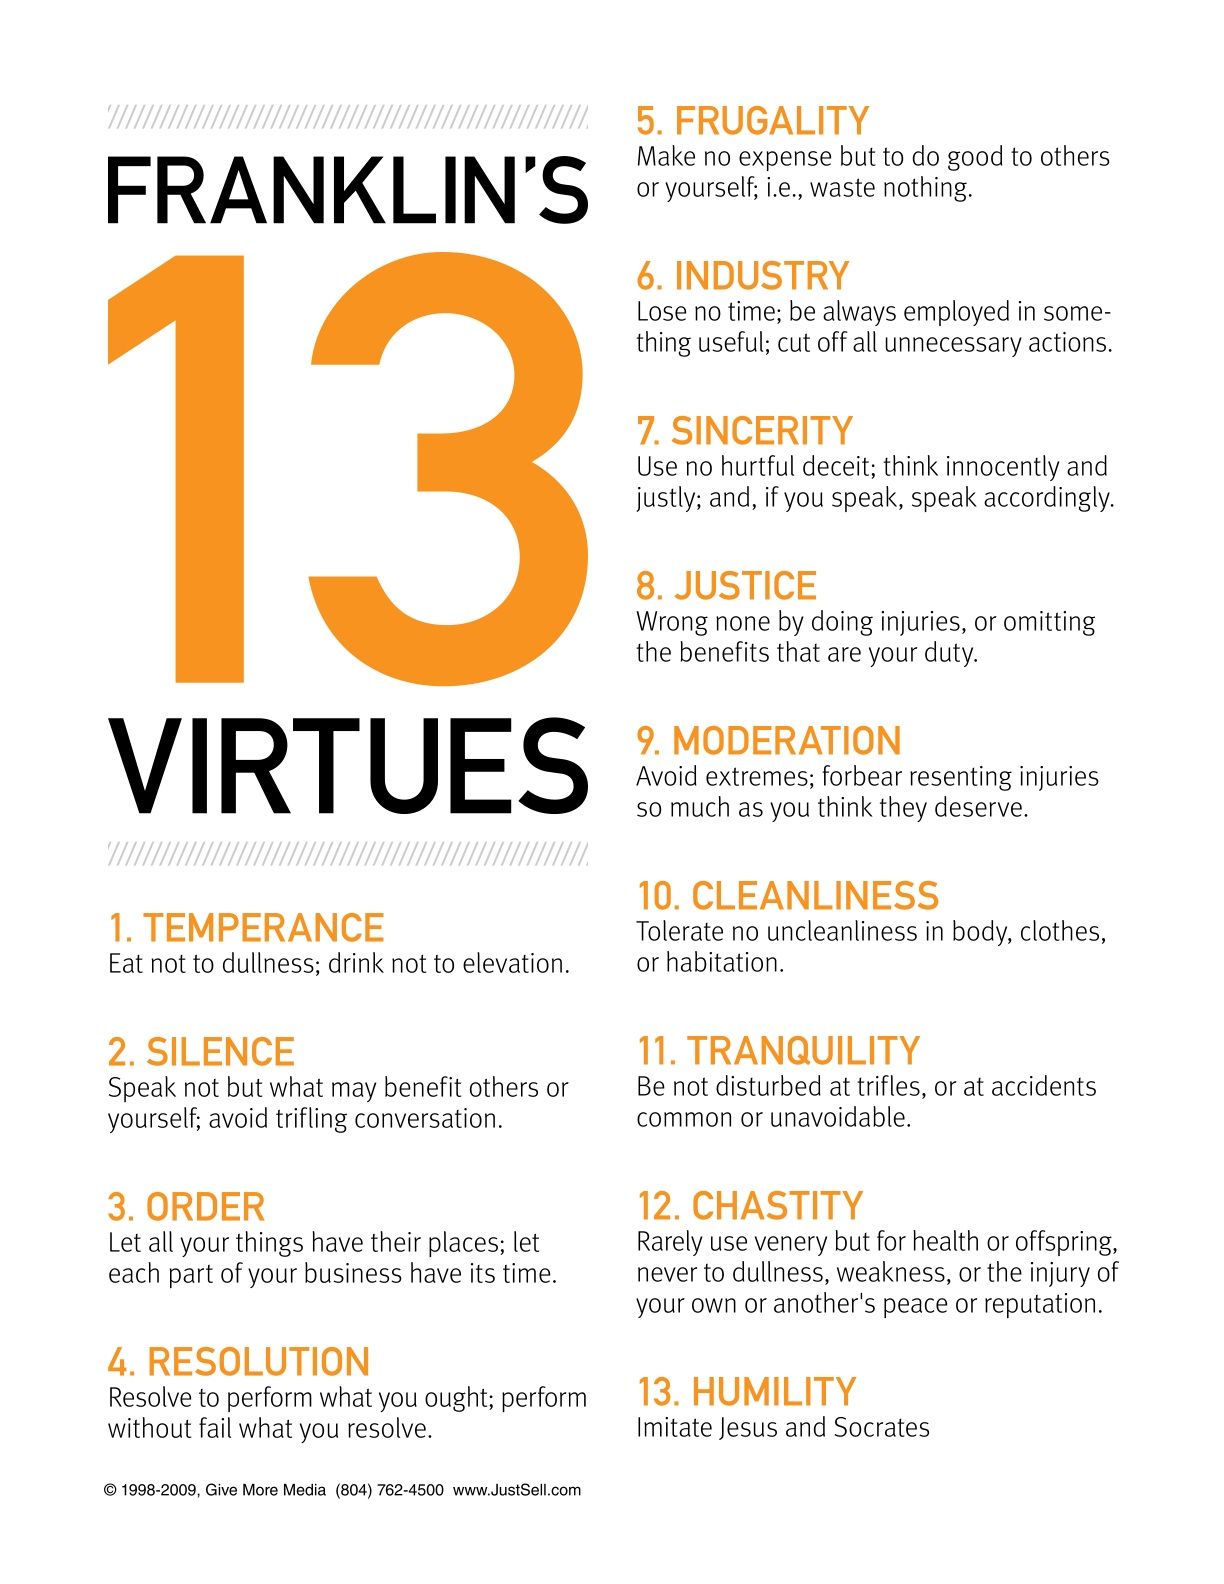 FRANKLIN'S
13
VIRTUES
1. TEMPERANCE
Eat not to dullness; drink not to elevation.
2. SILENCE
Speak not but what may benefit others or
yourself; avoid trifling conversation.
3. ORDER
Let all your things have their places; let
each part of your business have its time.
4. RESOLUTION
Resolve to perform what you ought; perform
without fail what you resolve.
5. FRUGALITY
Make no expense but to do good to others
or yourself; i.e., waste nothing.
6. INDUSTRY
Lose no time; be always employed in some-
thing useful; cut off all unnecessary actions.
7. SINCERITY
Use no hurtful deceit; think innocently and
justly; and, if you speak, speak accordingly.
8. JUSTICE
Wrong none by doing injuries, or omitting
the benefits that are your duty.
9. MODERATION
Avoid extremes; forbear resenting injuries
so much as you think they deserve.
10. CLEANLINESS
Tolerate no uncleanliness in body, clothes,
or habitation.
11. TRANQUILITY
Be not disturbed at trifles, or at accidents
common or unavoidable.
12. CHASTITY
Rarely use venery but for health or offspring,
never to dullness, weakness, or the injury of
your own or another's peace or reputation.
13. HUMILITY
Imitate Jesus and Socrates
© 1998-2009, Give More Media (804) 762-4500 www.JustSell.com